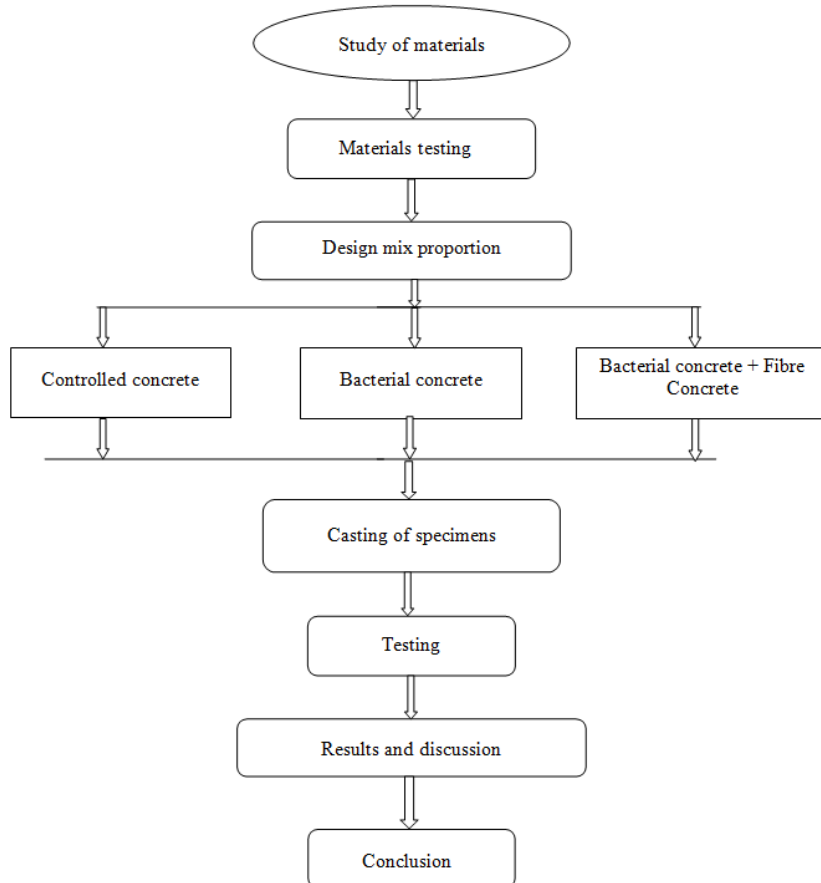 Study of materials
Materials testing
Design mix proportion
Controlled concrete
Bacterial concrete
Bacterial concrete + Fibre
Concrete
Casting of specimens
Testing
Results and discussion
Conclusion